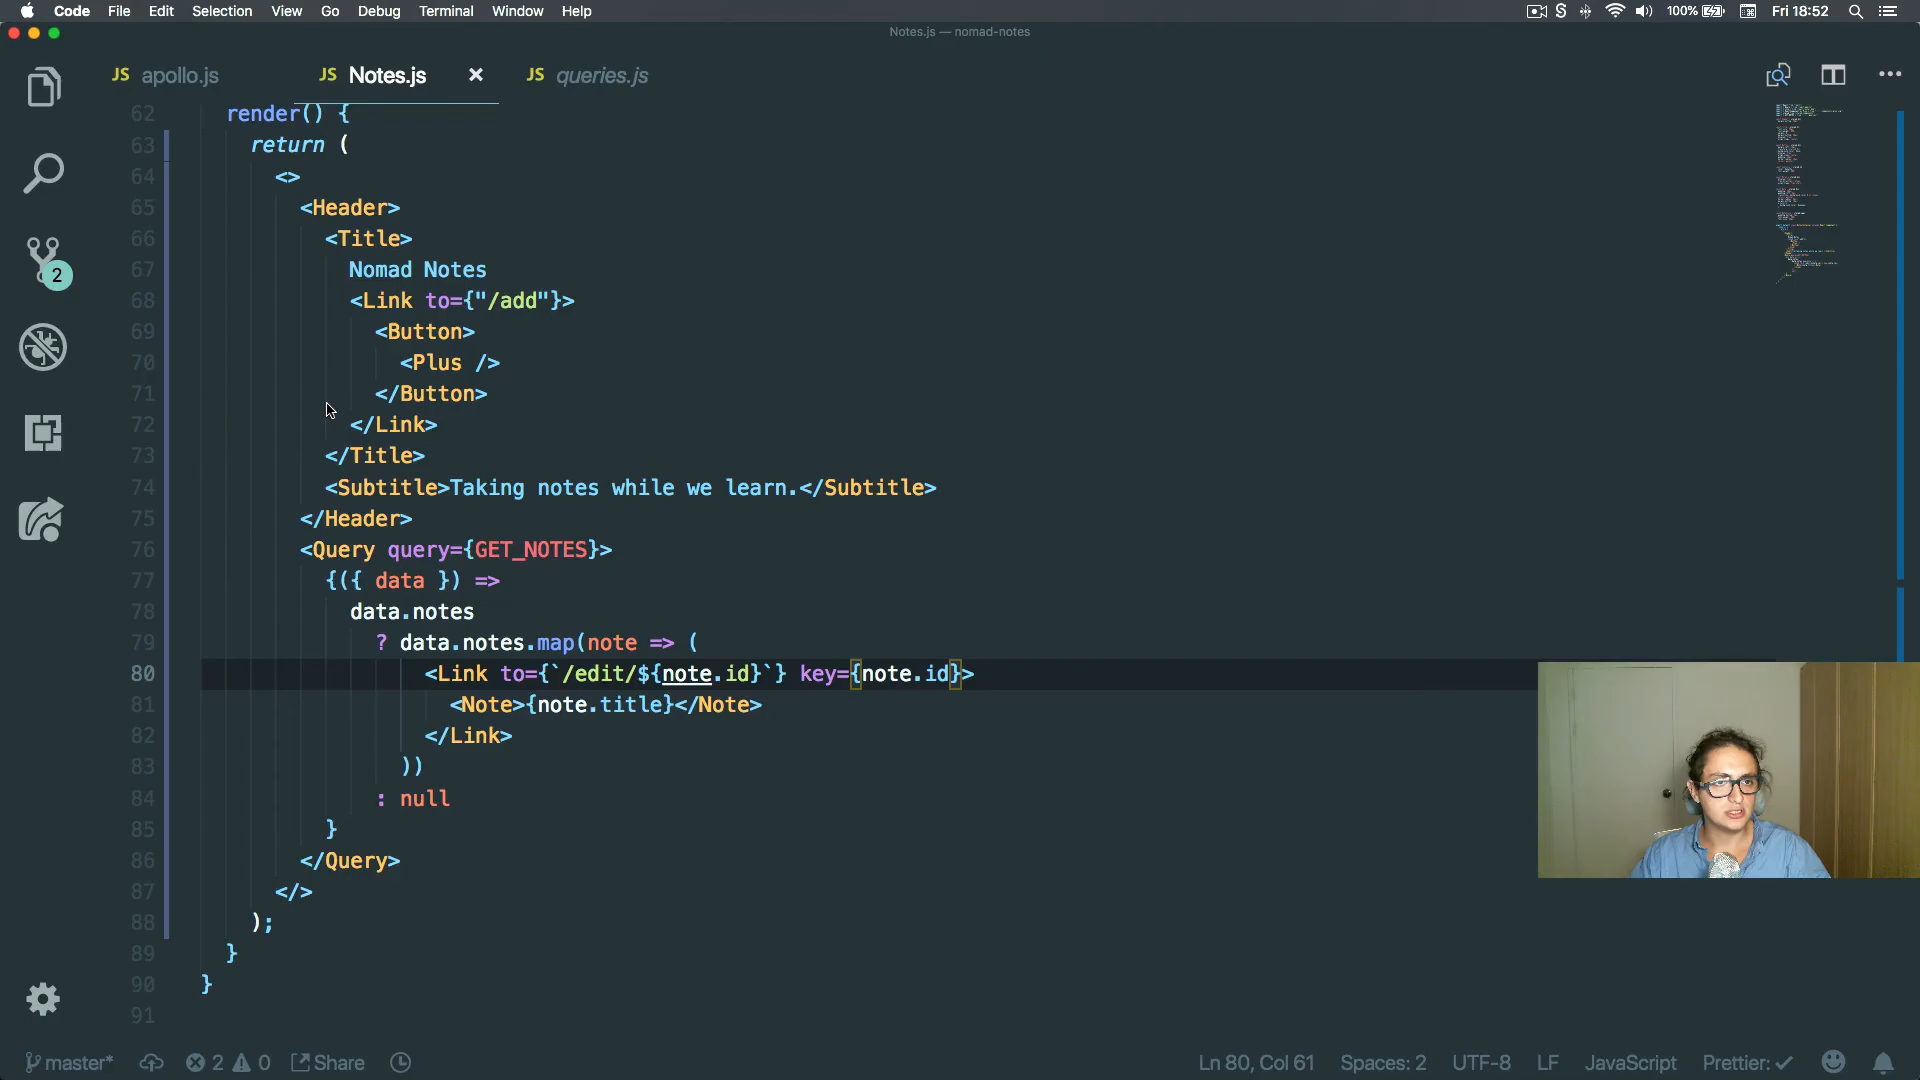 Code File Edit Selection View Go Debug Terminal Window Help 100% Fri 18:52
Notes.js — nomad-notes
JS apollo.js JS Notes.js × JS queries.js
62 render() {
63 return (
64 <>
65 <Header>
66 <Title>
67 Nomad Notes
68 <Link to={"/add"}>
69 <Button>
70 <Plus />
71 </Button>
72 </Link>
73 </Title>
74 <Subtitle>Taking notes while we learn.</Subtitle>
75 </Header>
76 <Query query={GET_NOTES}>
77 {({ data }) =>
78 data.notes
79 ? data.notes.map(note => (
80 <Link to={`/edit/${note.id}`} key={note.id}>
81 <Note>{note.title}</Note>
82 </Link>
83 ))
84 : null
85 }
86 </Query>
87 </>
88 );
89 }
90 }
91
2
master* 2 0 Share Ln 80, Col 61 Spaces: 2 UTF-8 LF JavaScript Prettier: ✓